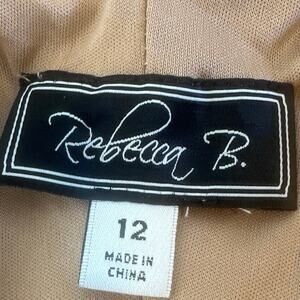 Rebecca B.
12
MADE IN
CHINA